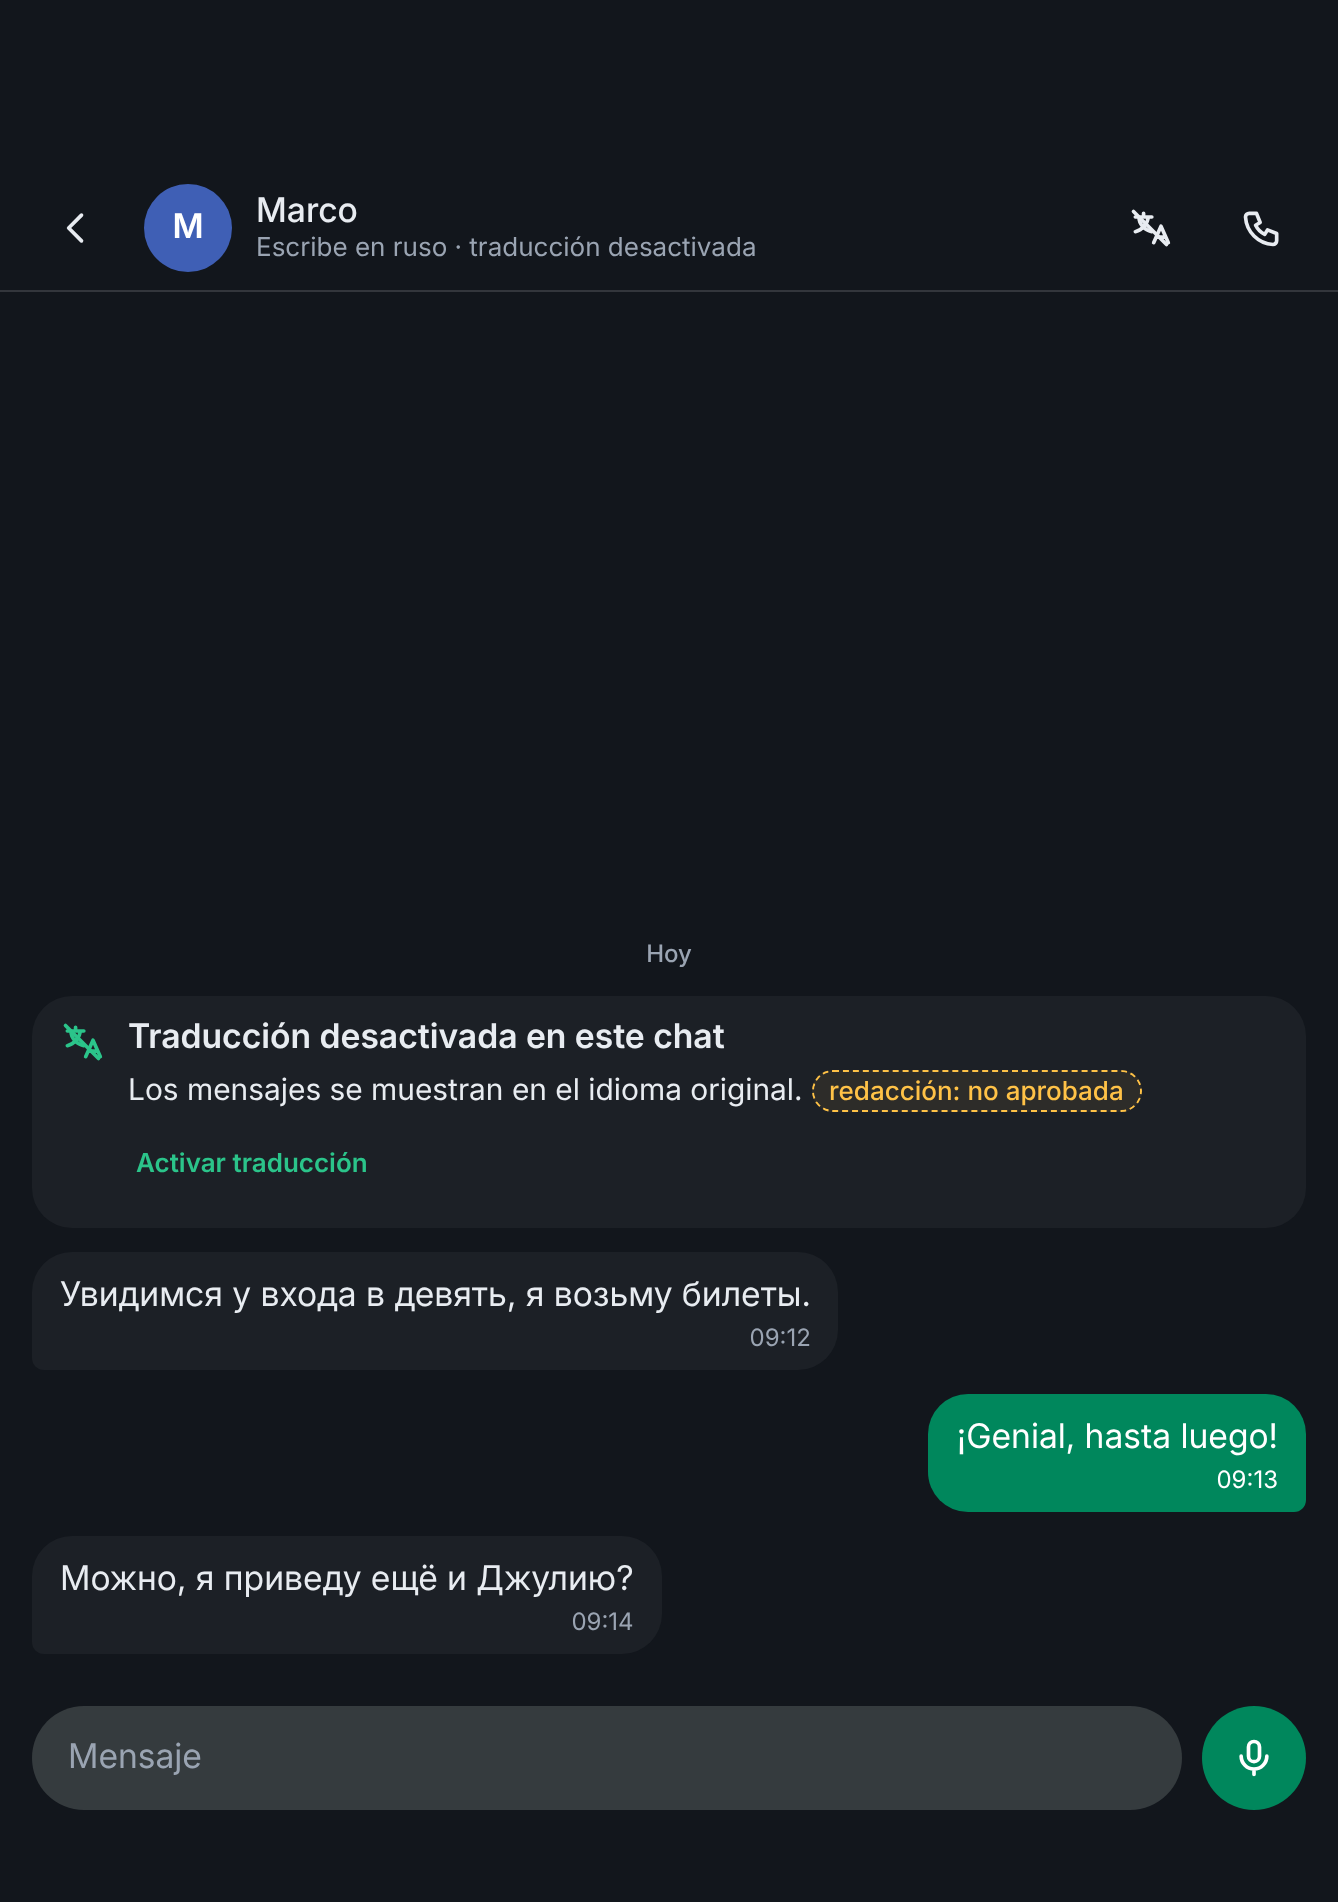 M
Marco
Escribe en ruso · traducción desactivada
Hoy
Traducción desactivada en este chat
Los mensajes se muestran en el idioma original. redacción: no aprobada
Activar traducción
Увидимся у входа в девять, я возьму билеты.
09:12
¡Genial, hasta luego!
09:13
Можно, я приведу ещё и Джулию?
09:14
Mensaje